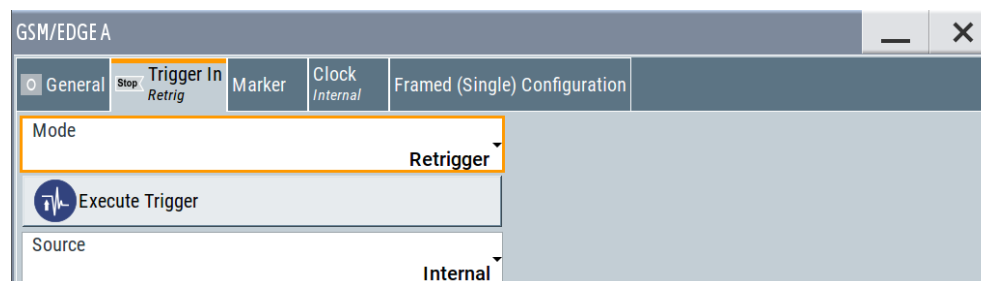 GSM/EDGE A
O General Stop Trigger In Marker Clock Framed (Single) Configuration
Retrig Internal
Mode
Retrigger
Execute Trigger
Source
Internal